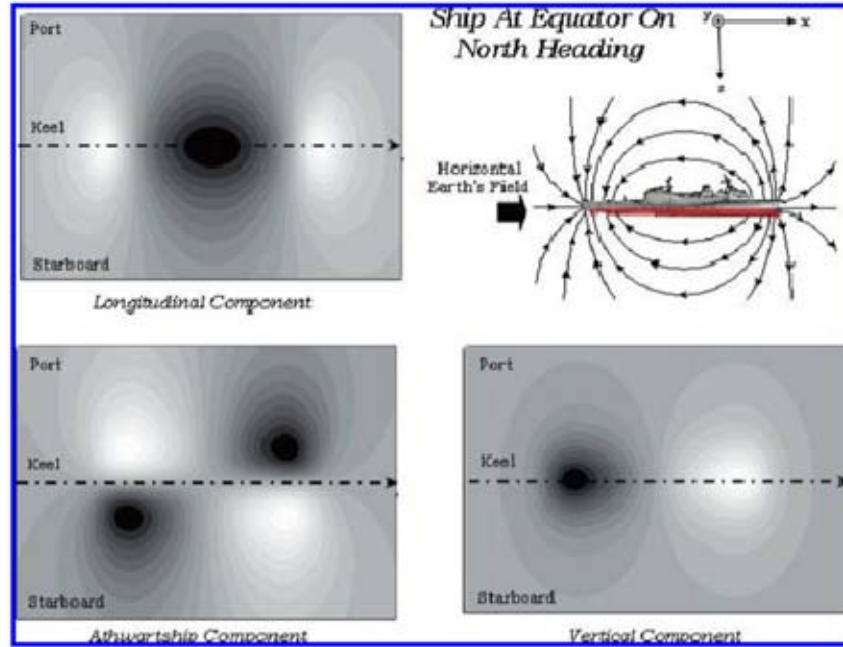 Port
Keel
Starboard
Longitudinal Component
Ship At Equator On
North Heading
y
x
z
Horizontal
Earth's Field
Port
Keel
Starboard
Athwartship Component
Port
Keel
Starboard
Vertical Component